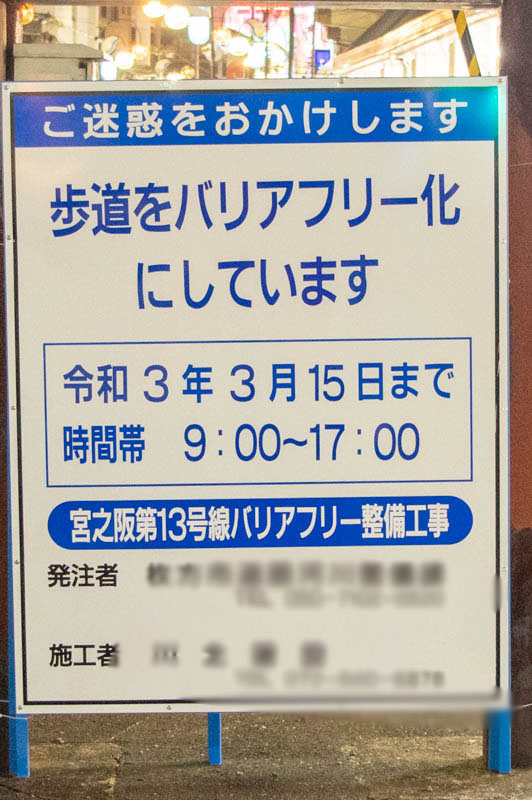 ご迷惑をおかけします
歩道をバリアフリー化
にしています
令和 3 年 3 月 15 日まで
時間帯 9：00～17：00
宮之阪第13号線バリアフリー整備工事
発注者
施工者